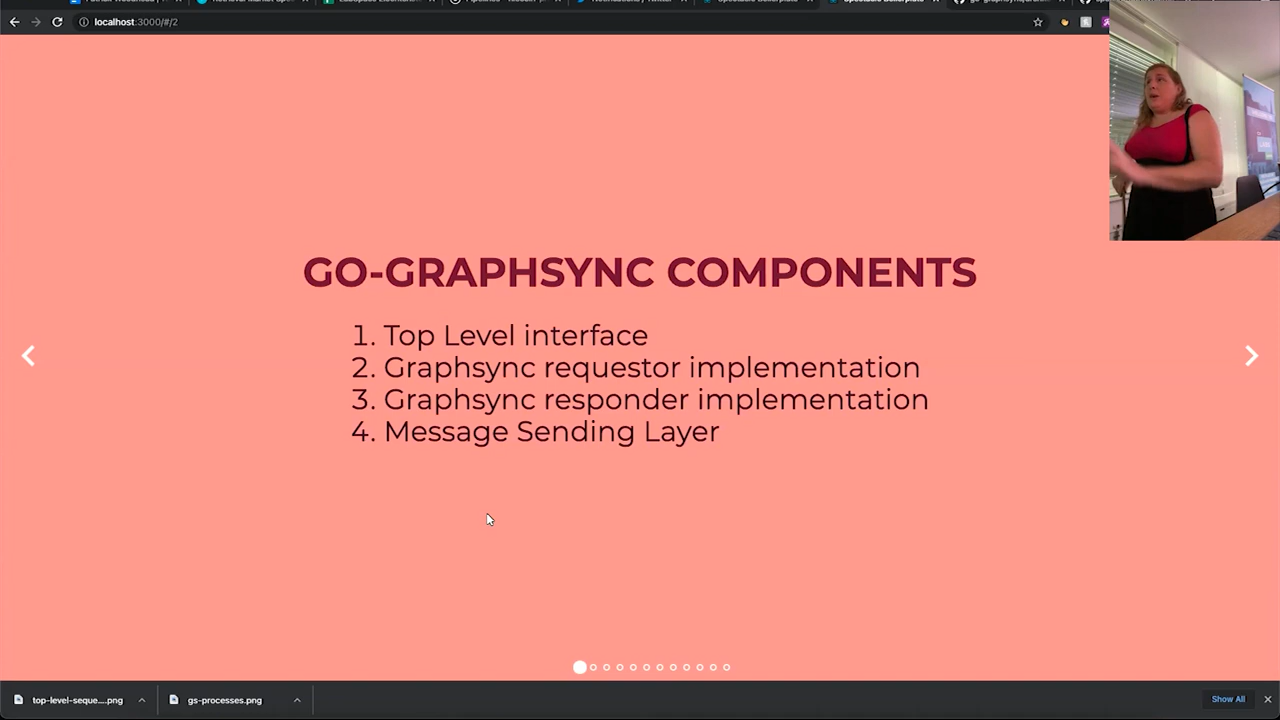 localhost:3000/#/2
GO-GRAPHSYNC COMPONENTS
1. Top Level interface
2. Graphsync requestor implementation
3. Graphsync responder implementation
4. Message Sending Layer
top-level-seque....png
gs-processes.png
Show All